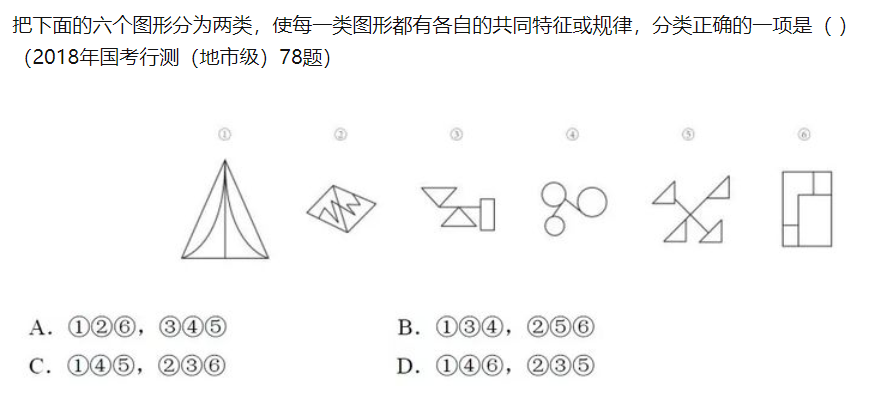 把下面的六个图形分为两类，使每一类图形都有各自的共同特征或规律，分类正确的一项是（ ）
（2018年国考行测（地市级）78题）
① ② ③ ④ ⑤ ⑥
A．①②⑥，③④⑤ B．①③④，②⑤⑥
C．①④⑤，②③⑥ D．①④⑥，②③⑤